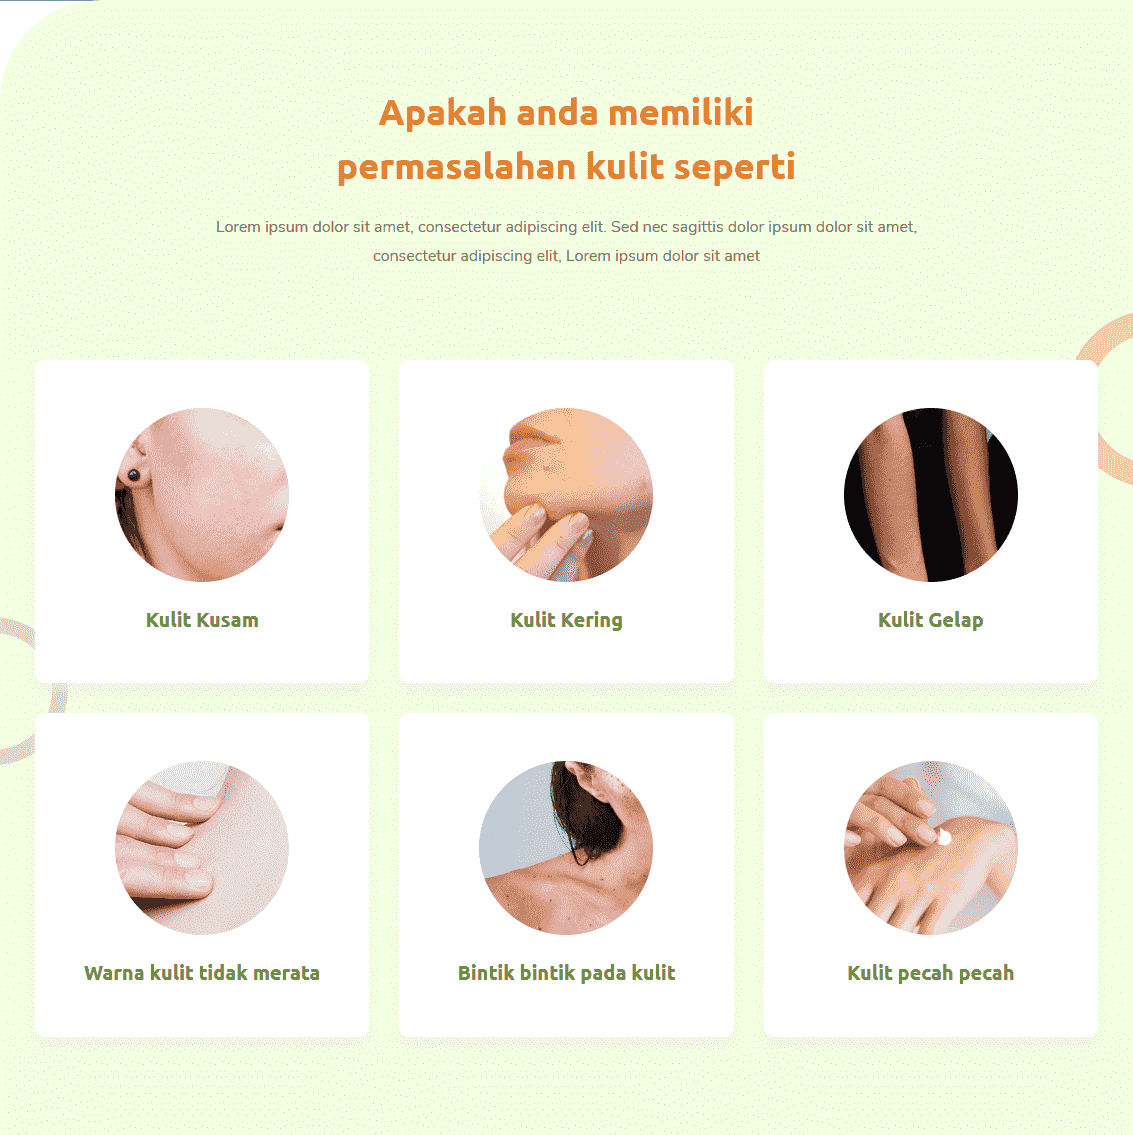 Apakah anda memiliki
permasalahan kulit seperti
Lorem ipsum dolor sit amet, consectetur adipiscing elit. Sed nec sagittis dolor ipsum dolor sit amet,
consectetur adipiscing elit, Lorem ipsum dolor sit amet
Kulit Kusam
Kulit Kering
Kulit Gelap
Warna kulit tidak merata
Bintik bintik pada kulit
Kulit pecah pecah